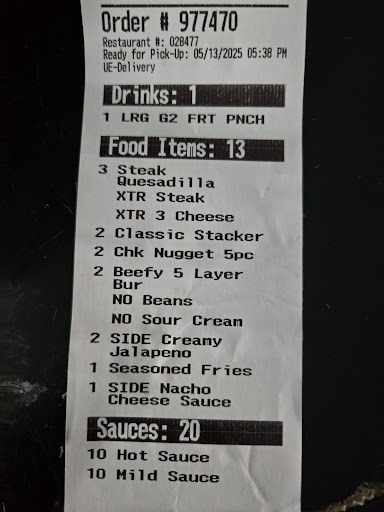 Order # 977470
Restaurant #: 028477
Ready for Pick-Up: 05/13/2025 05:38 PM
UE-Delivery
Drinks: 1
1 LRG G2 FRT PNCH
Food Items: 13
3 Steak
Quesadilla
XTR Steak
XTR 3 Cheese
2 Classic Stacker
2 Chk Nugget 5pc
2 Beefy 5 Layer
Bur
NO Beans
NO Sour Cream
2 SIDE Creamy
Jalapeno
1 Seasoned Fries
1 SIDE Nacho
Cheese Sauce
Sauces: 20
10 Hot Sauce
10 Mild Sauce